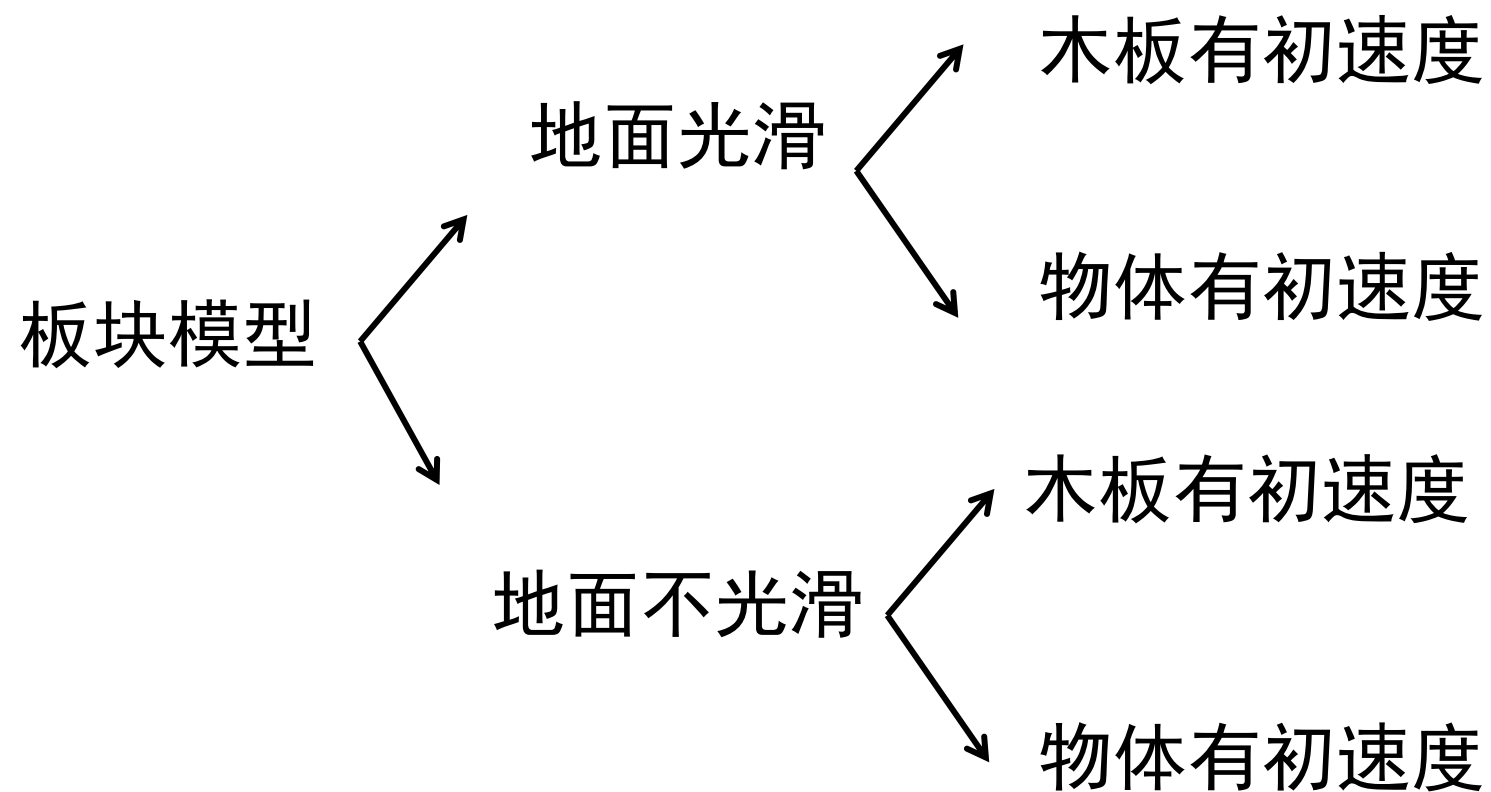 木板有初速度
地面光滑
物体有初速度
板块模型
木板有初速度
地面不光滑
物体有初速度